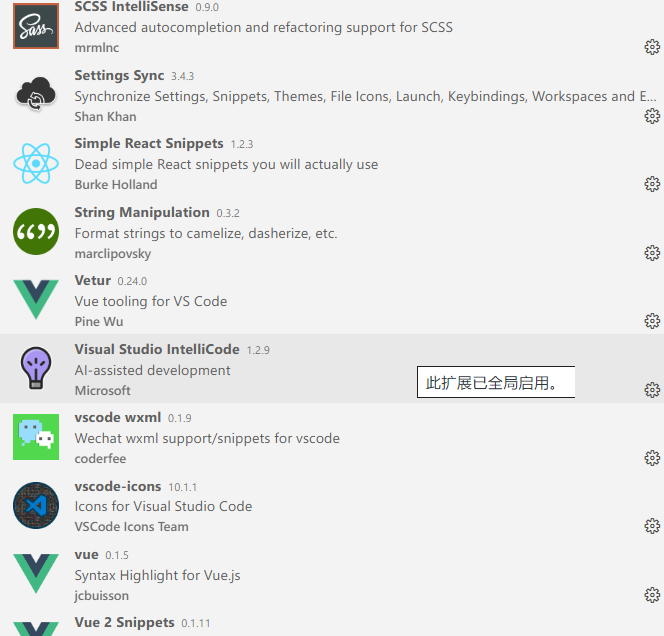 SCSS IntelliSense 0.9.0
Advanced autocompletion and refactoring support for SCSS
mrmlnc
Settings Sync 3.4.3
Synchronize Settings, Snippets, Themes, File Icons, Launch, Keybindings, Workspaces and E...
Shan Khan
Simple React Snippets 1.2.3
Dead simple React snippets you will actually use
Burke Holland
String Manipulation 0.3.2
Format strings to camelize, dasherize, etc.
marclipovsky
Vetur 0.24.0
Vue tooling for VS Code
Pine Wu
Visual Studio IntelliCode 1.2.9
AI-assisted development
此扩展已全局启用。
Microsoft
vscode wxml 0.1.9
Wechat wxml support/snippets for vscode
coderfee
vscode-icons 10.1.1
Icons for Visual Studio Code
VSCode Icons Team
vue 0.1.5
Syntax Highlight for Vue.js
jcbuisson
Vue 2 Snippets 0.1.11